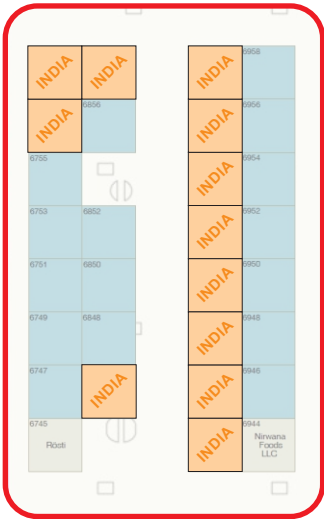 INDIA INDIA INDIA 6958
INDIA 6856 INDIA 6956
6755 INDIA 6954
6753 6852 INDIA 6952
6751 6850 INDIA 6950
6749 6848 INDIA 6948
6747 INDIA INDIA 6946
6745 INDIA 6944
Rösti Nirwana
Foods
LLC